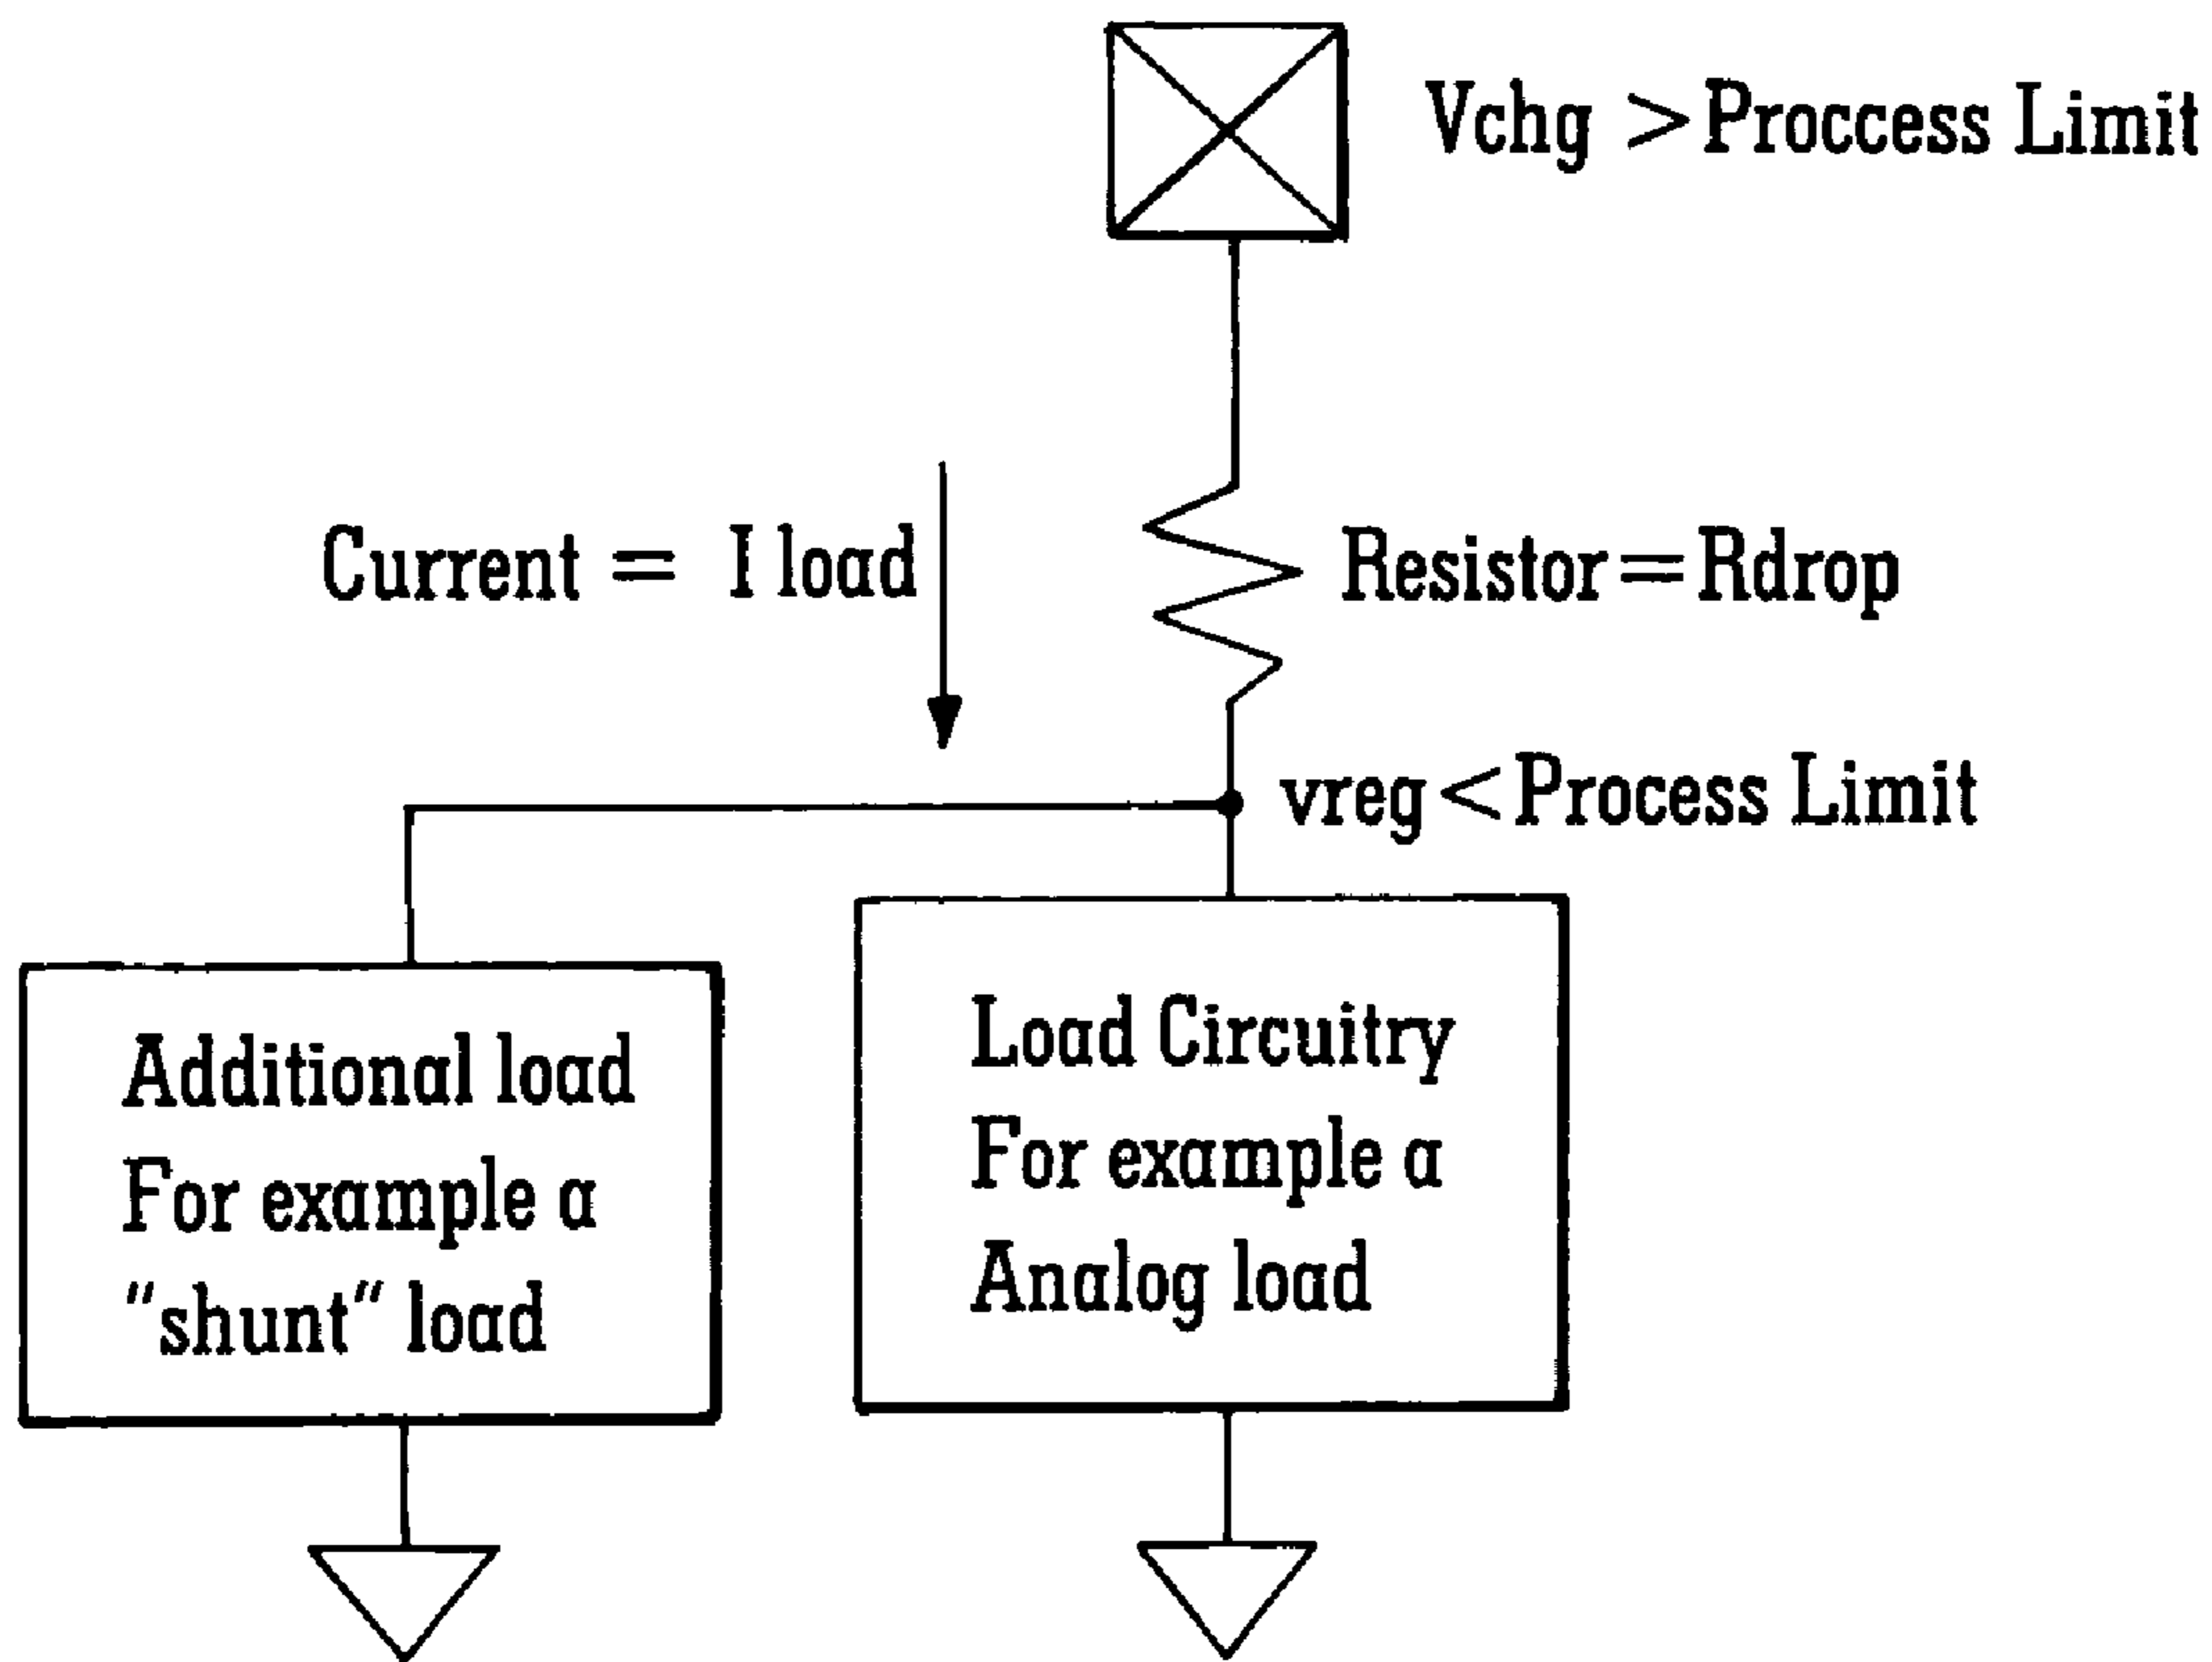 Vchg > Proccess Limit
Current = I load
Resistor = Rdrop
vreg < Process Limit
Additional load
For example a
"shunt" load
Load Circuitry
For example a
Analog load